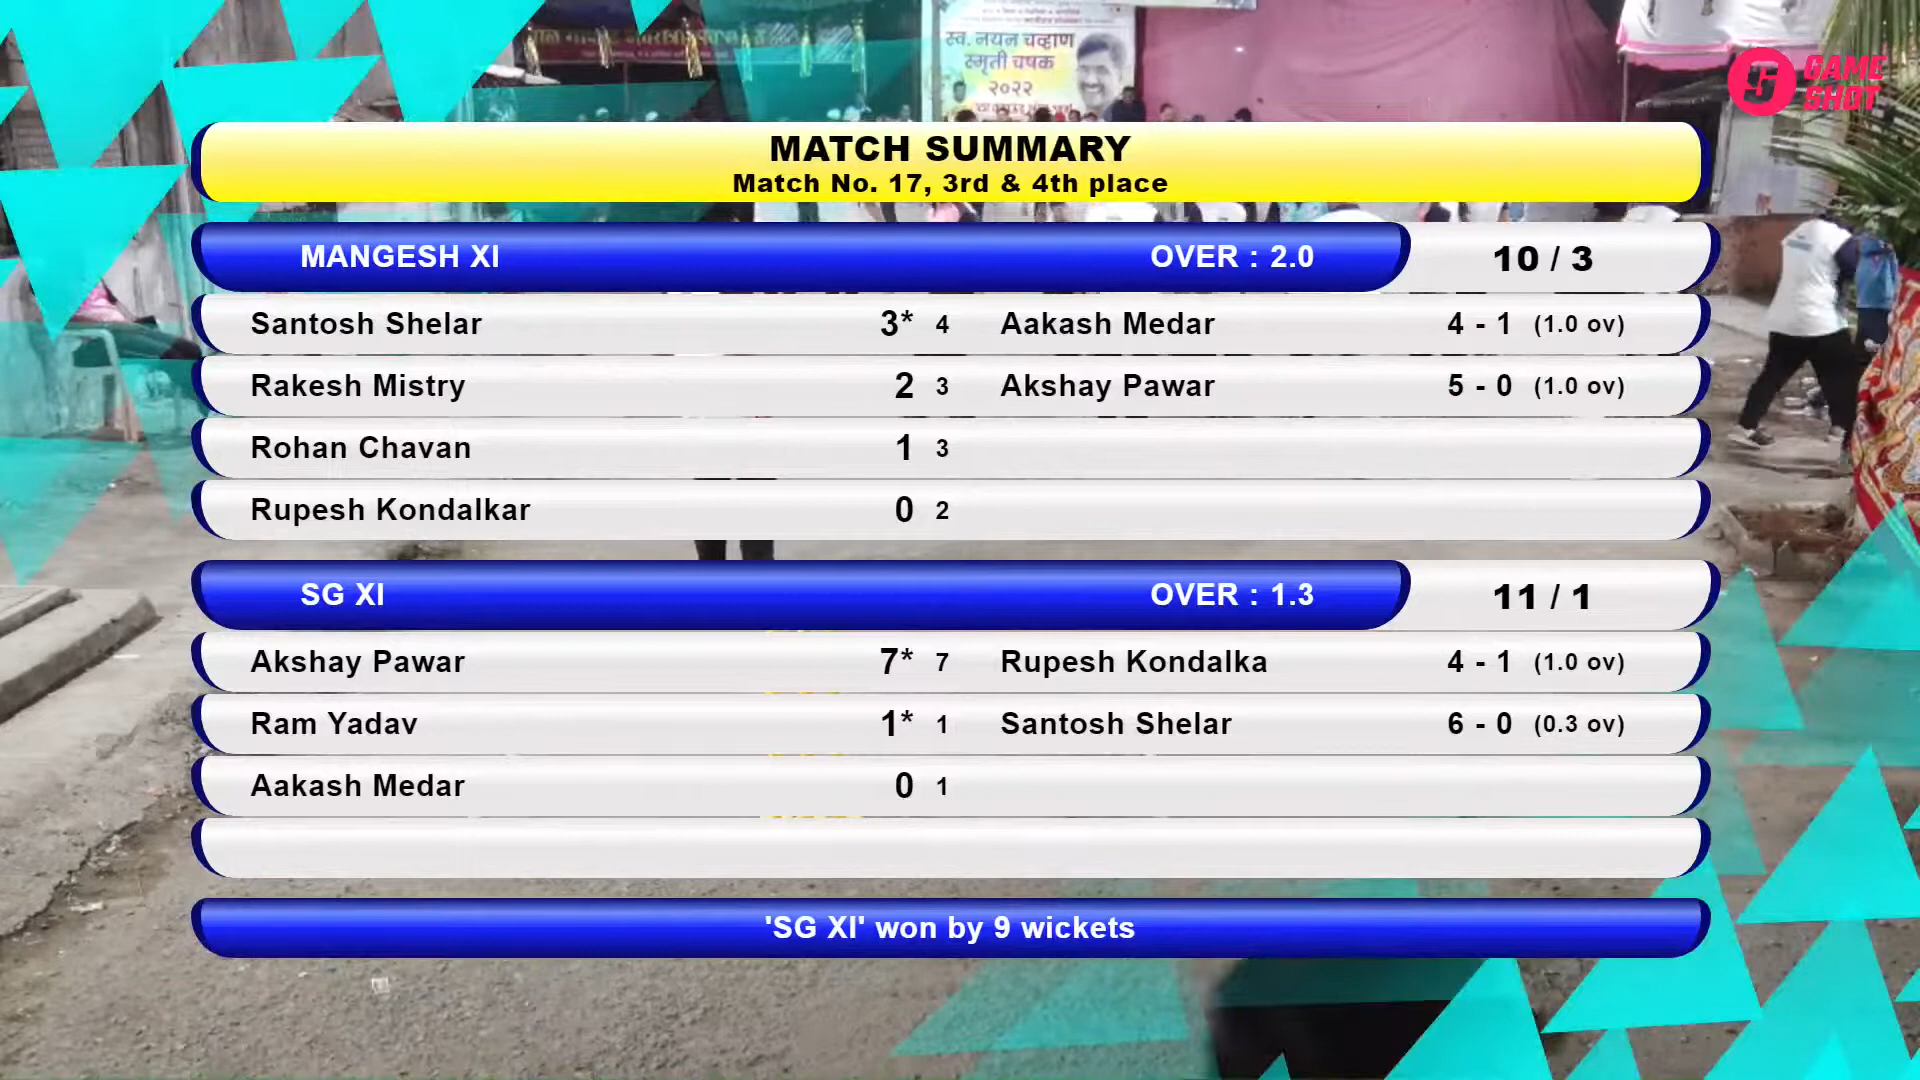 स्व. नयन चव्हाण
स्मृती चषक
२०२२
GAME
SHOT
MATCH SUMMARY
Match No. 17, 3rd & 4th place
MANGESH XI OVER : 2.0 10 / 3
Santosh Shelar 3* 4 Aakash Medar 4 - 1 (1.0 ov)
Rakesh Mistry 2 3 Akshay Pawar 5 - 0 (1.0 ov)
Rohan Chavan 1 3
Rupesh Kondalkar 0 2
SG XI OVER : 1.3 11 / 1
Akshay Pawar 7* 7 Rupesh Kondalka 4 - 1 (1.0 ov)
Ram Yadav 1* 1 Santosh Shelar 6 - 0 (0.3 ov)
Aakash Medar 0 1
'SG XI' won by 9 wickets